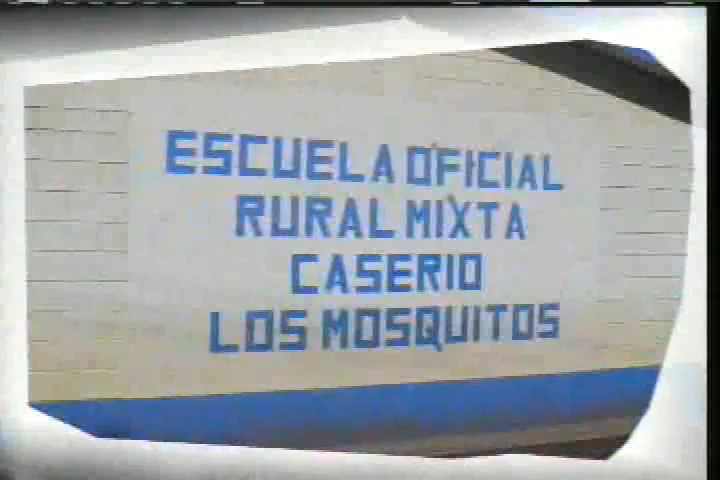 ESCUELA OFICIAL
RURAL MIXTA
CASERIO
LOS MOSQUITOS